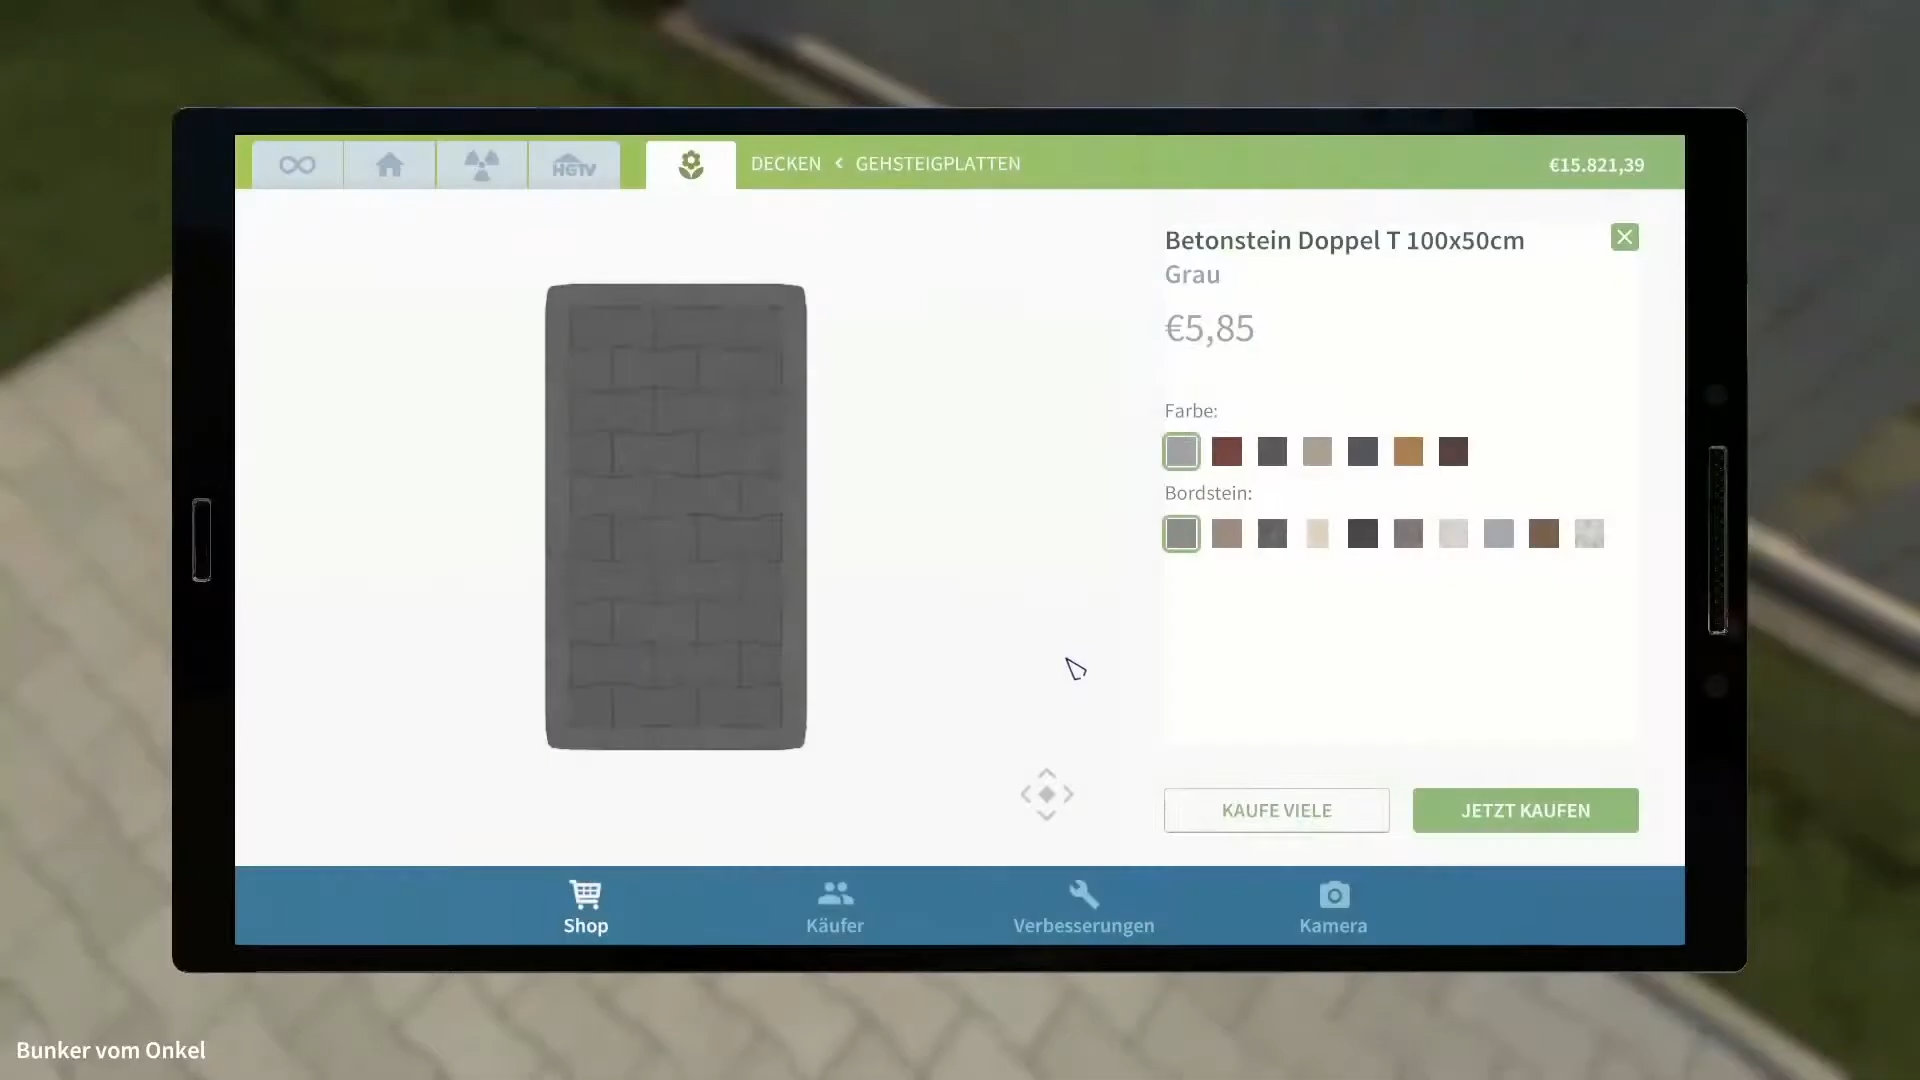 HGTV
DECKEN < GEHSTEIGPLATTEN
€15.821,39
Betonstein Doppel T 100x50cm
Grau
€5,85
Farbe:
Bordstein:
KAUFE VIELE
JETZT KAUFEN
Shop
Käufer
Verbesserungen
Kamera
Bunker vom Onkel